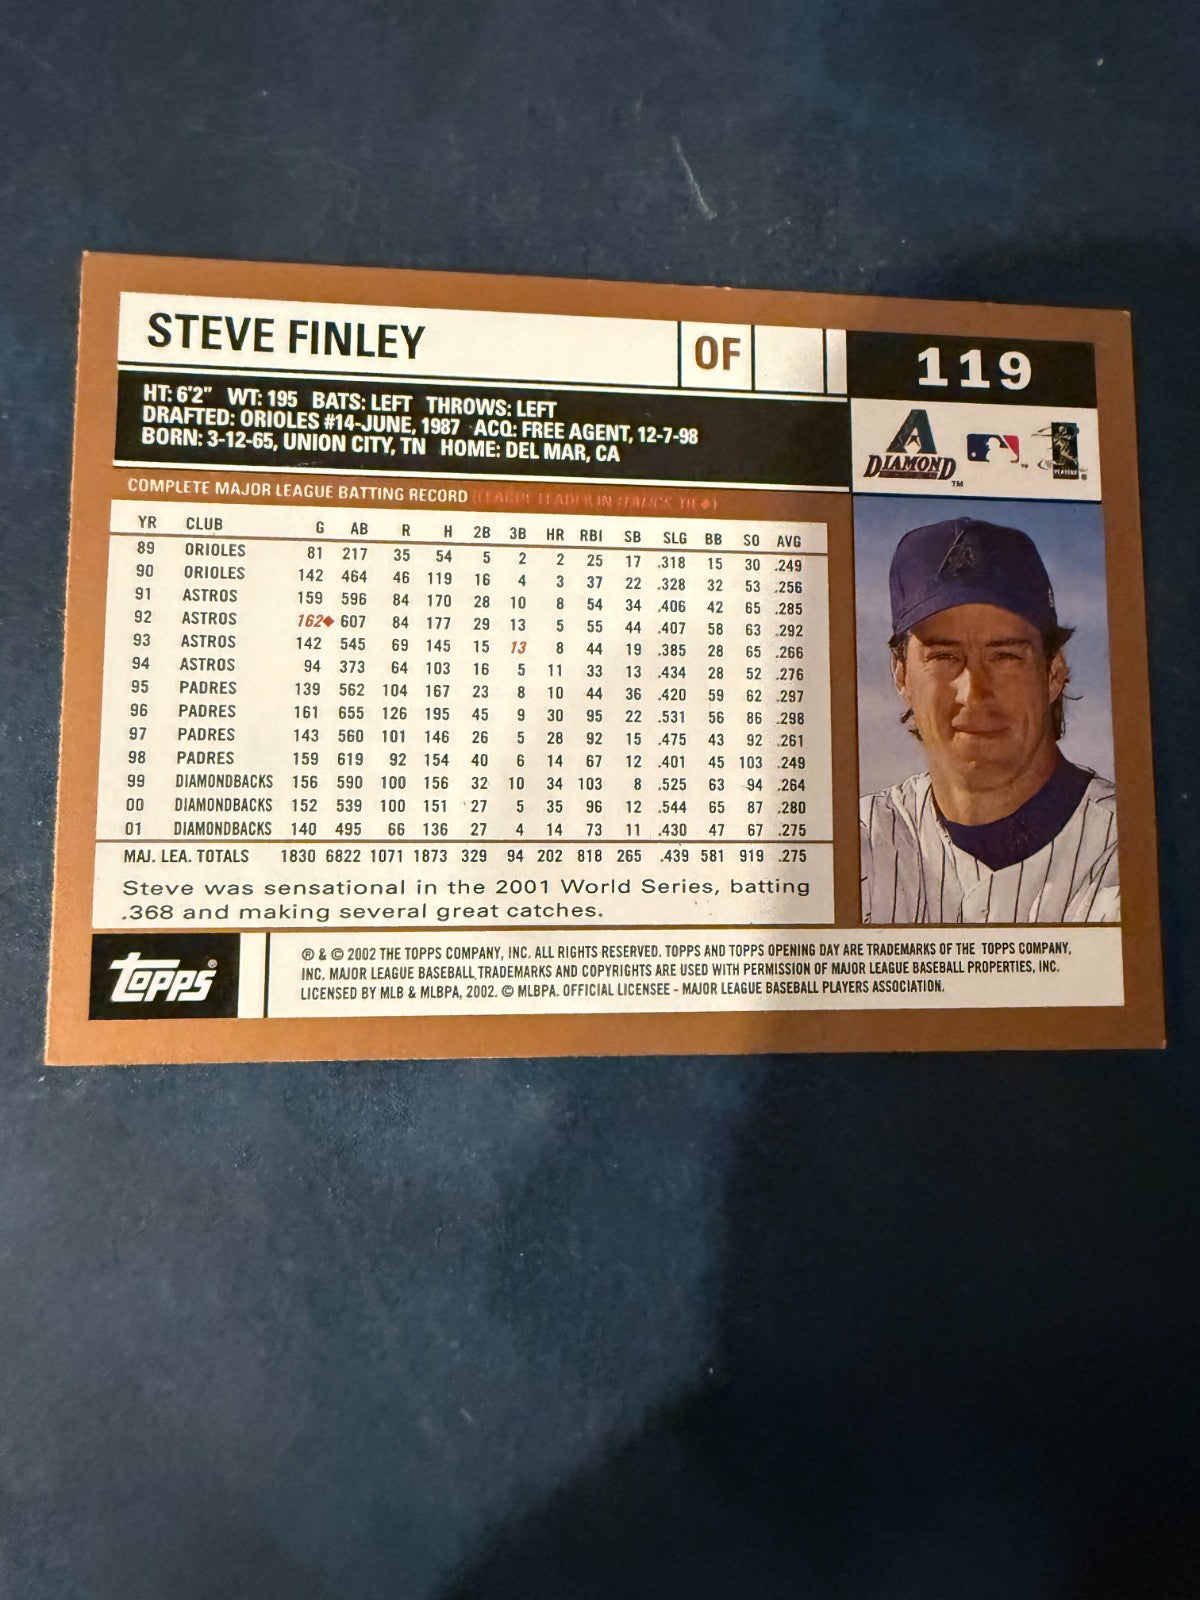 STEVE FINLEY OF 119
HT: 6'2" WT: 195 BATS: LEFT THROWS: LEFT
DRAFTED: ORIOLES #14-JUNE, 1987 ACQ: FREE AGENT, 12-7-98
BORN: 3-12-65, UNION CITY, TN HOME: DEL MAR, CA
DIAMOND
TM
COMPLETE MAJOR LEAGUE BATTING RECORD (LEAGUE LEADER IN ITALICS, TIE ♦)
YR CLUB G AB R H 2B 3B HR RBI SB SLG BB SO AVG
89 ORIOLES 81 217 35 54 5 2 2 25 17 .318 15 30 .249
90 ORIOLES 142 464 46 119 16 4 3 37 22 .328 32 53 .256
91 ASTROS 159 596 84 170 28 10 8 54 34 .406 42 65 .285
92 ASTROS 162♦ 607 84 177 29 13 5 55 44 .407 58 63 .292
93 ASTROS 142 545 69 145 15 13 8 44 19 .385 28 65 .266
94 ASTROS 94 373 64 103 16 5 11 33 13 .434 28 52 .276
95 PADRES 139 562 104 167 23 8 10 44 36 .420 59 62 .297
96 PADRES 161 655 126 195 45 9 30 95 22 .531 56 86 .298
97 PADRES 143 560 101 146 26 5 28 92 15 .475 43 92 .261
98 PADRES 159 619 92 154 40 6 14 67 12 .401 45 103 .249
99 DIAMONDBACKS 156 590 100 156 32 10 34 103 8 .525 63 94 .264
00 DIAMONDBACKS 152 539 100 151 27 5 35 96 12 .544 65 87 .280
01 DIAMONDBACKS 140 495 66 136 27 4 14 73 11 .430 47 67 .275
MAJ. LEA. TOTALS 1830 6822 1071 1873 329 94 202 818 265 .439 581 919 .275
Steve was sensational in the 2001 World Series, batting
.368 and making several great catches.
TOPPS®
® & © 2002 THE TOPPS COMPANY, INC. ALL RIGHTS RESERVED. TOPPS AND TOPPS OPENING DAY ARE TRADEMARKS OF THE TOPPS COMPANY,
INC. MAJOR LEAGUE BASEBALL TRADEMARKS AND COPYRIGHTS ARE USED WITH PERMISSION OF MAJOR LEAGUE BASEBALL PROPERTIES, INC.
LICENSED BY MLB & MLBPA, 2002. © MLBPA. OFFICIAL LICENSEE - MAJOR LEAGUE BASEBALL PLAYERS ASSOCIATION.